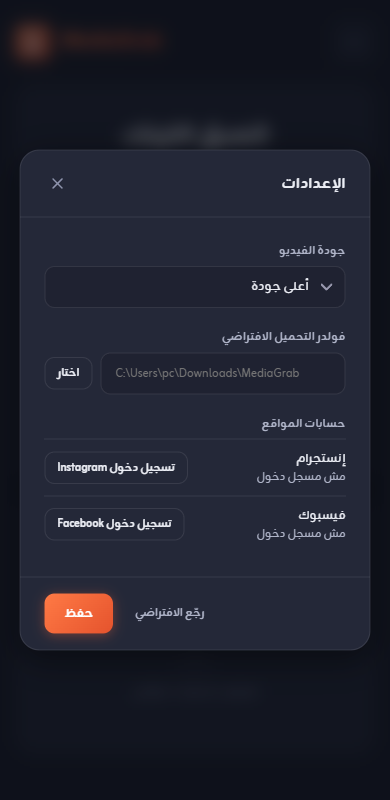 الإعدادات
جودة الفيديو
أعلى جودة
فولدر التحميل الافتراضي
C:\Users\pc\Downloads\MediaGrab
اختار
حسابات المواقع
إنستجرام
مش مسجل دخول
تسجيل دخول Instagram
فيسبوك
مش مسجل دخول
تسجيل دخول Facebook
رجّع الافتراضي
حفظ